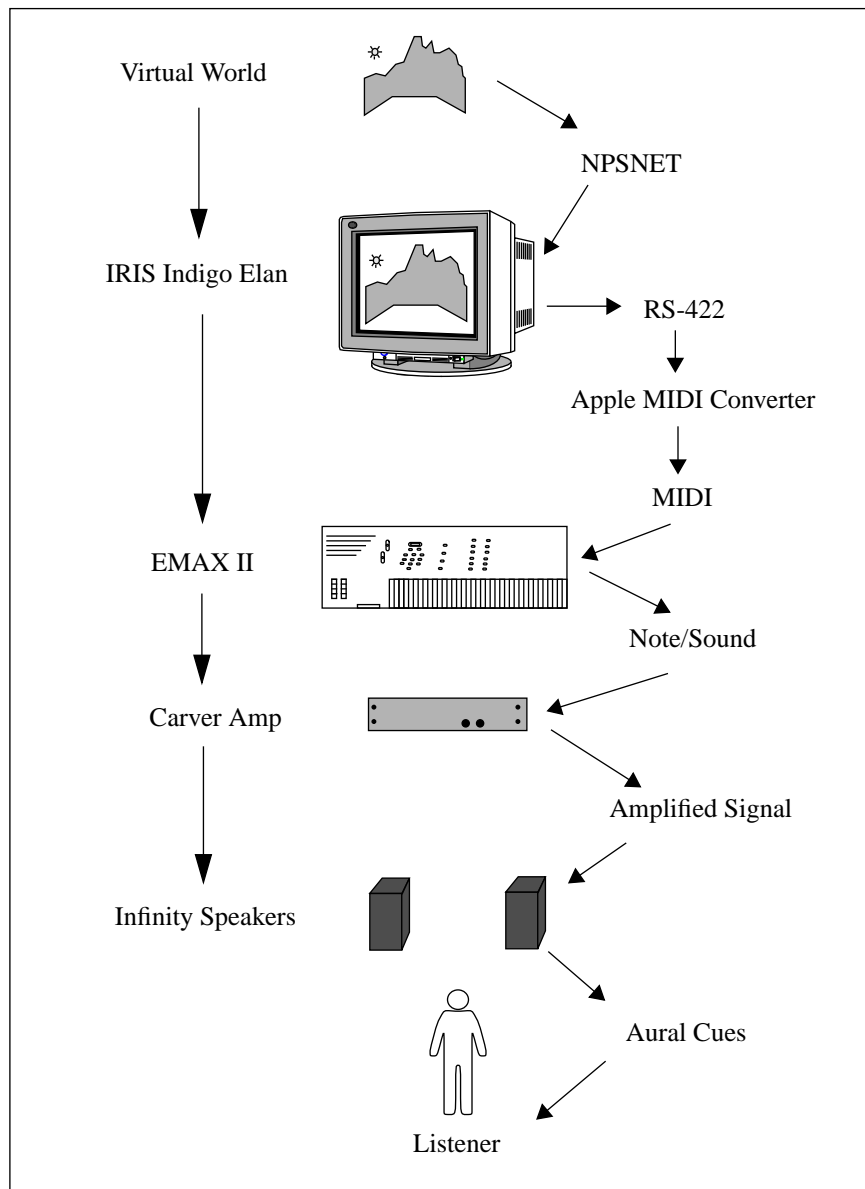 Virtual World
NPSNET
IRIS Indigo Elan
RS-422
Apple MIDI Converter
MIDI
EMAX II
Note/Sound
Carver Amp
Amplified Signal
Infinity Speakers
Aural Cues
Listener